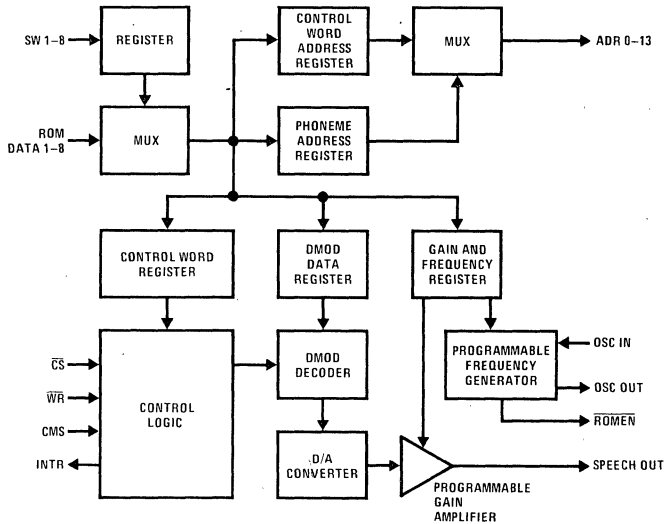 SW 1–8
REGISTER
CONTROL
WORD
ADDRESS
REGISTER
MUX
ADR 0–13
ROM
DATA 1–8
MUX
PHONEME
ADDRESS
REGISTER
CONTROL WORD
REGISTER
DMOD
DATA
REGISTER
GAIN AND
FREQUENCY
REGISTER
CS
WR
CMS
INTR
CONTROL
LOGIC
DMOD
DECODER
PROGRAMMABLE
FREQUENCY
GENERATOR
OSC IN
OSC OUT
ROMEN
D/A
CONVERTER
SPEECH OUT
PROGRAMMABLE
GAIN
AMPLIFIER